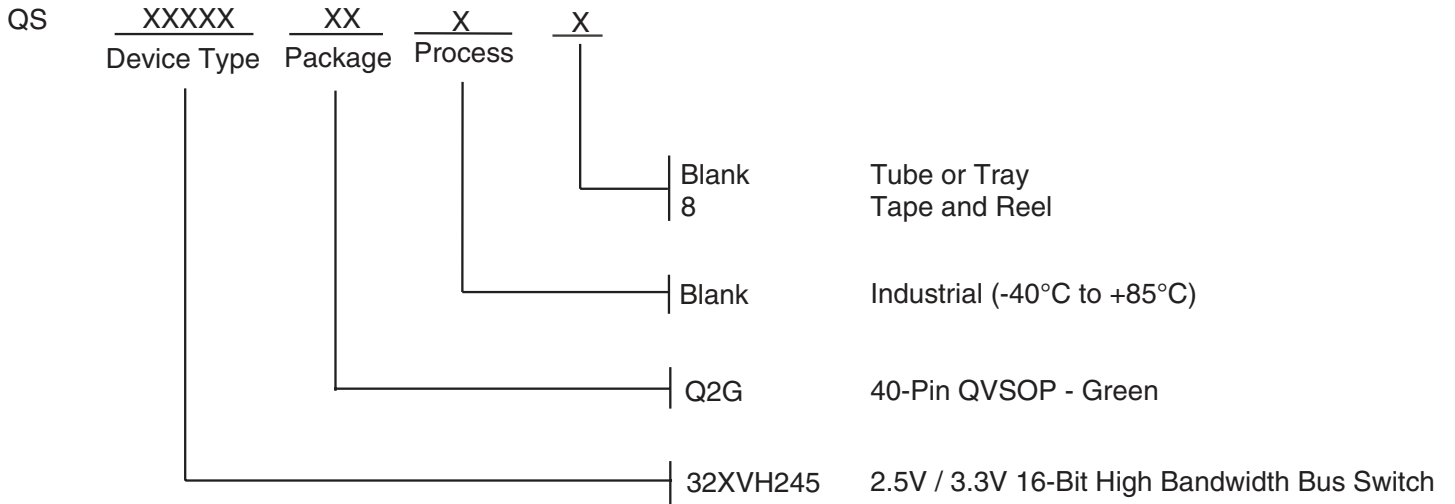 QS XXXXX XX X X
Device Type Package Process
Blank Tube or Tray
8 Tape and Reel
Blank Industrial (-40°C to +85°C)
Q2G 40-Pin QVSOP - Green
32XVH245 2.5V / 3.3V 16-Bit High Bandwidth Bus Switch